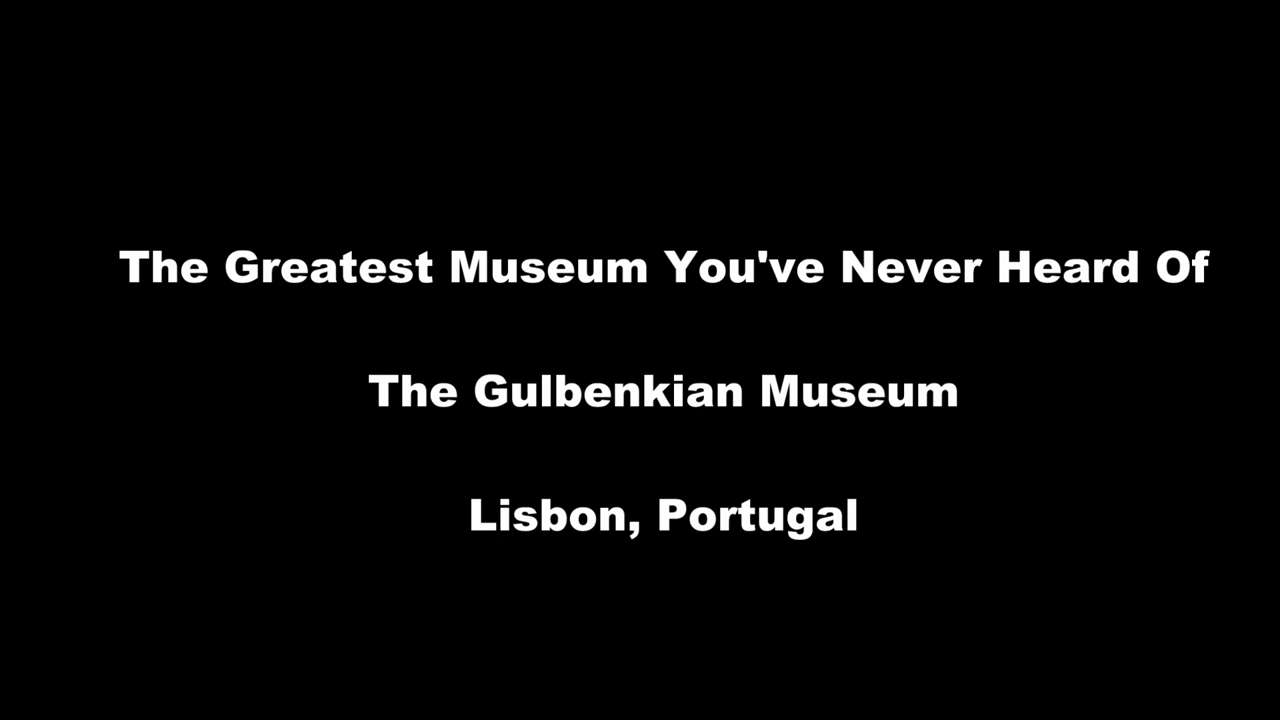 The Greatest Museum You've Never Heard Of
The Gulbenkian Museum
Lisbon, Portugal